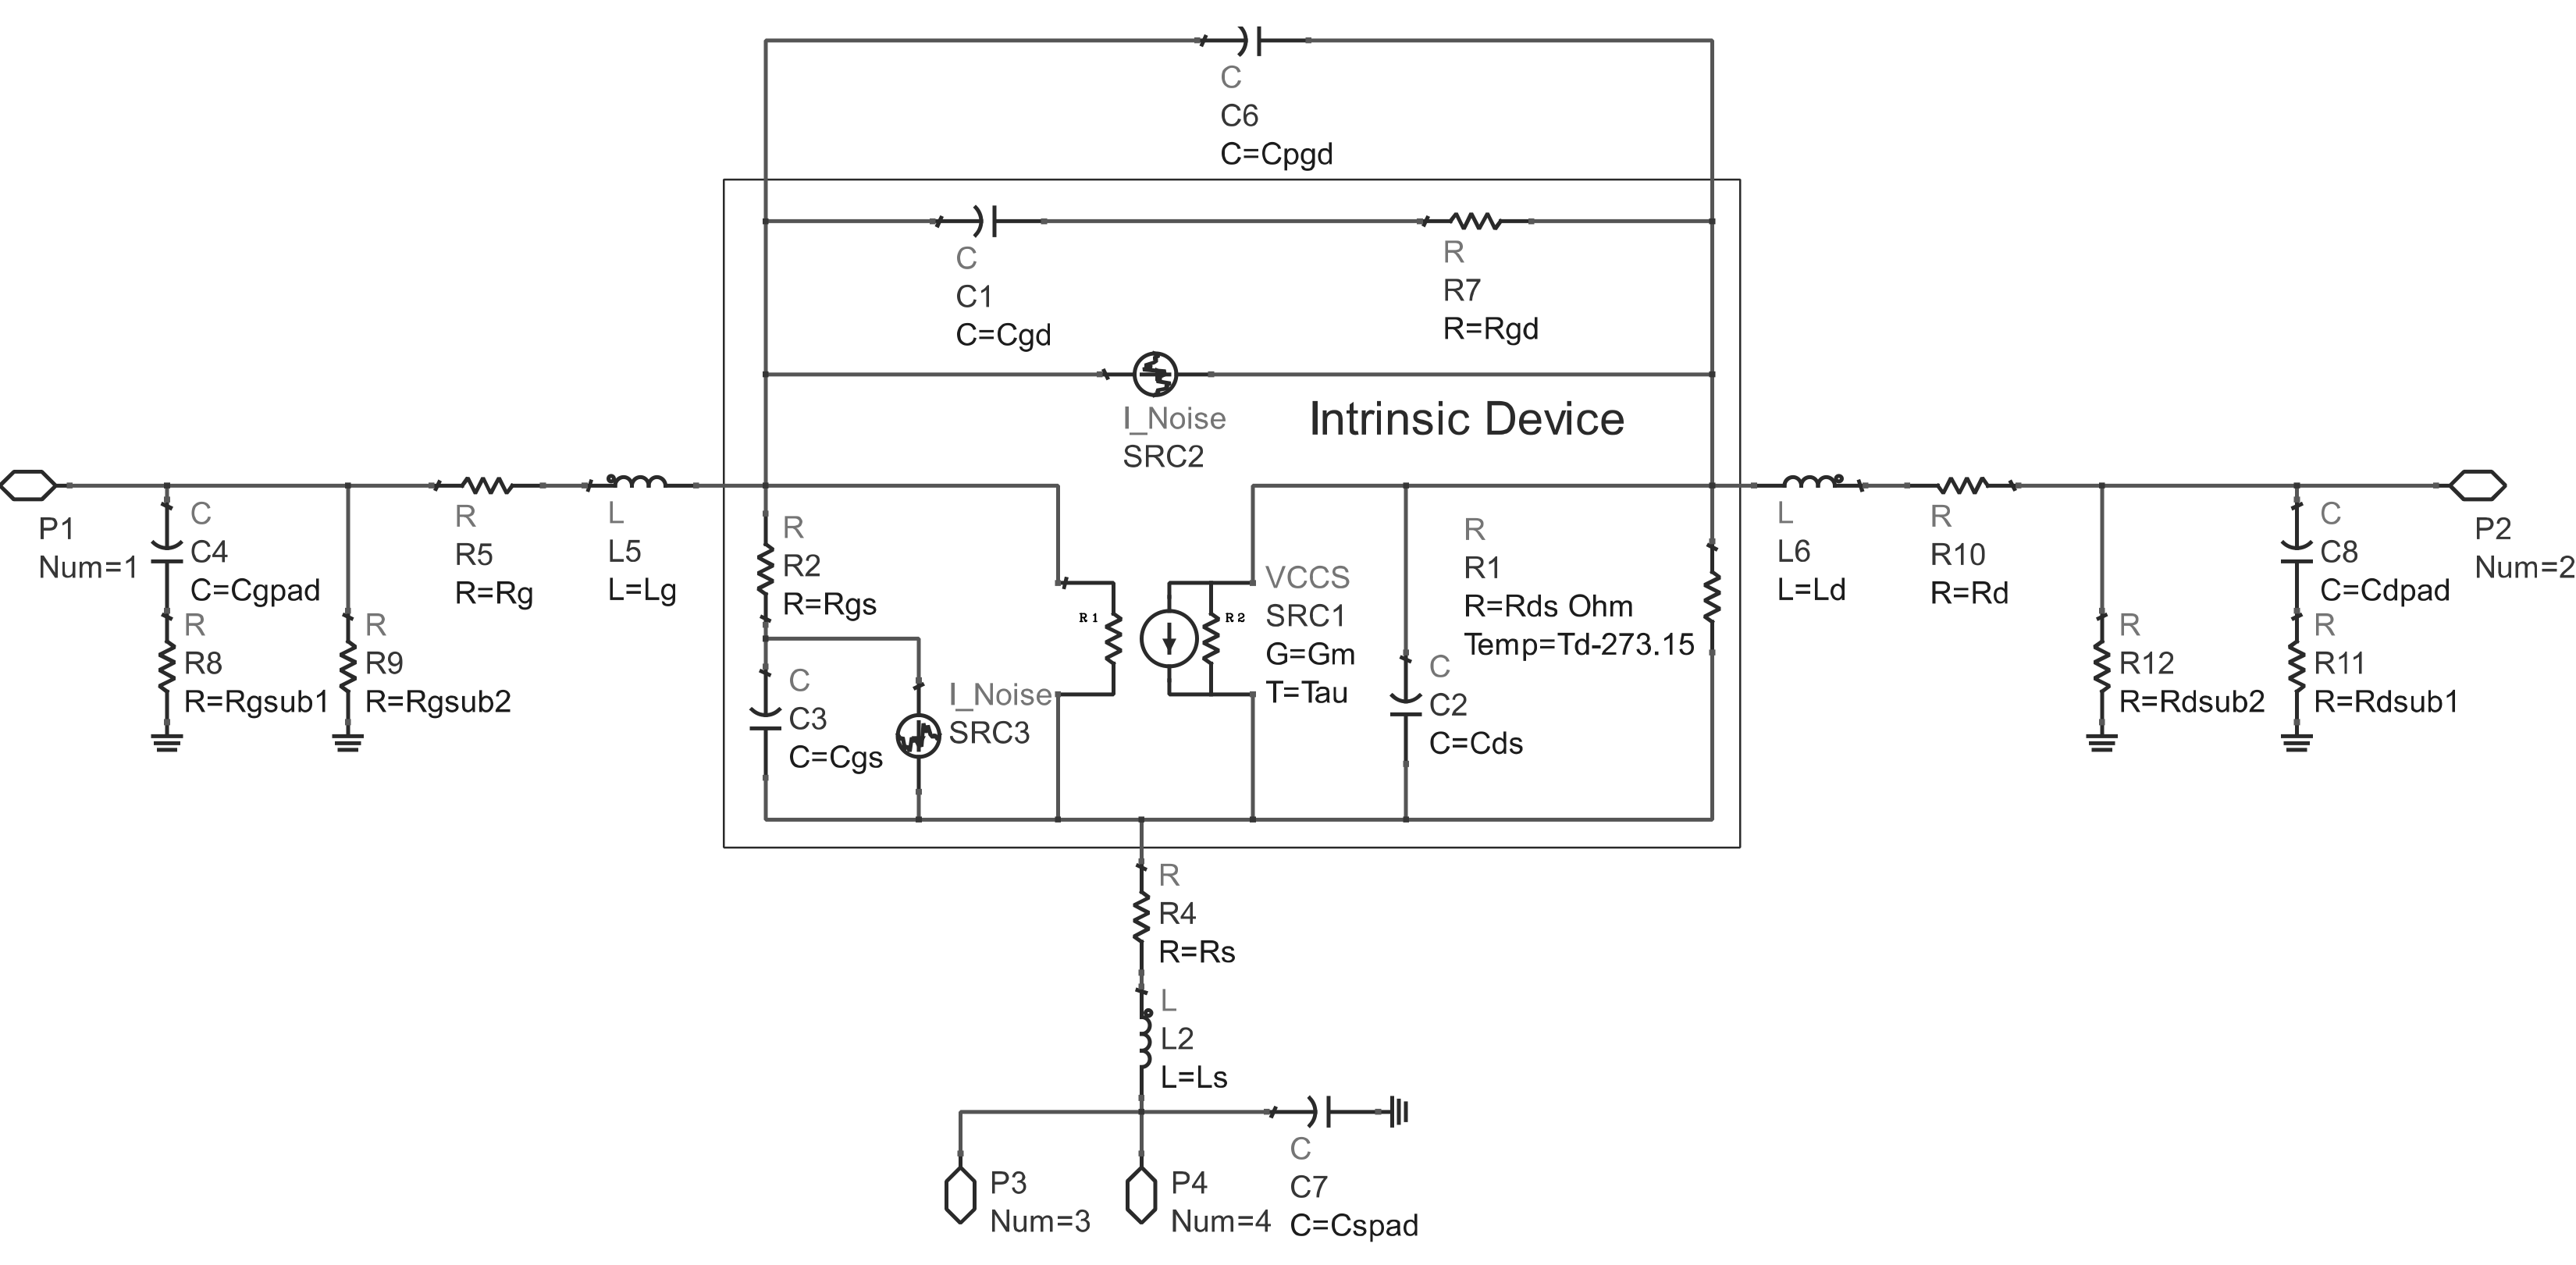 C
C6
C=Cpgd
C
C1
C=Cgd
R
R7
R=Rgd
I_Noise
SRC2
Intrinsic Device
P1
Num=1
C
C4
C=Cgpad
R
R8
R=Rgsub1
R
R9
R=Rgsub2
R
R5
R=Rg
L
L5
L=Lg
R
R2
R=Rgs
C
C3
C=Cgs
I_Noise
SRC3
R1
R2
VCCS
SRC1
G=Gm
T=Tau
R
R1
R=Rds Ohm
Temp=Td-273.15
C
C2
C=Cds
L
L6
L=Ld
R
R10
R=Rd
R
R12
R=Rdsub2
C
C8
C=Cdpad
R
R11
R=Rdsub1
P2
Num=2
R
R4
R=Rs
L
L2
L=Ls
C
C7
C=Cspad
P3
Num=3
P4
Num=4